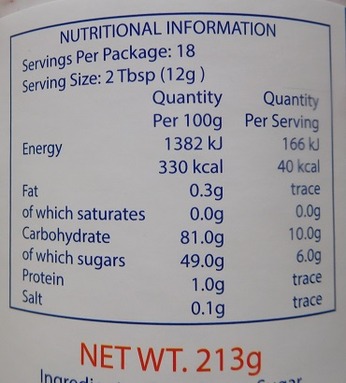 NUTRITIONAL INFORMATION
Servings Per Package: 18
Serving Size: 2 Tbsp (12g)
Quantity Quantity
Per 100g Per Serving
Energy 1382 kJ 166 kJ
330 kcal 40 kcal
Fat 0.3g trace
of which saturates 0.0g 0.0g
Carbohydrate 81.0g 10.0g
of which sugars 49.0g 6.0g
Protein 1.0g trace
Salt 0.1g trace
NET WT. 213g